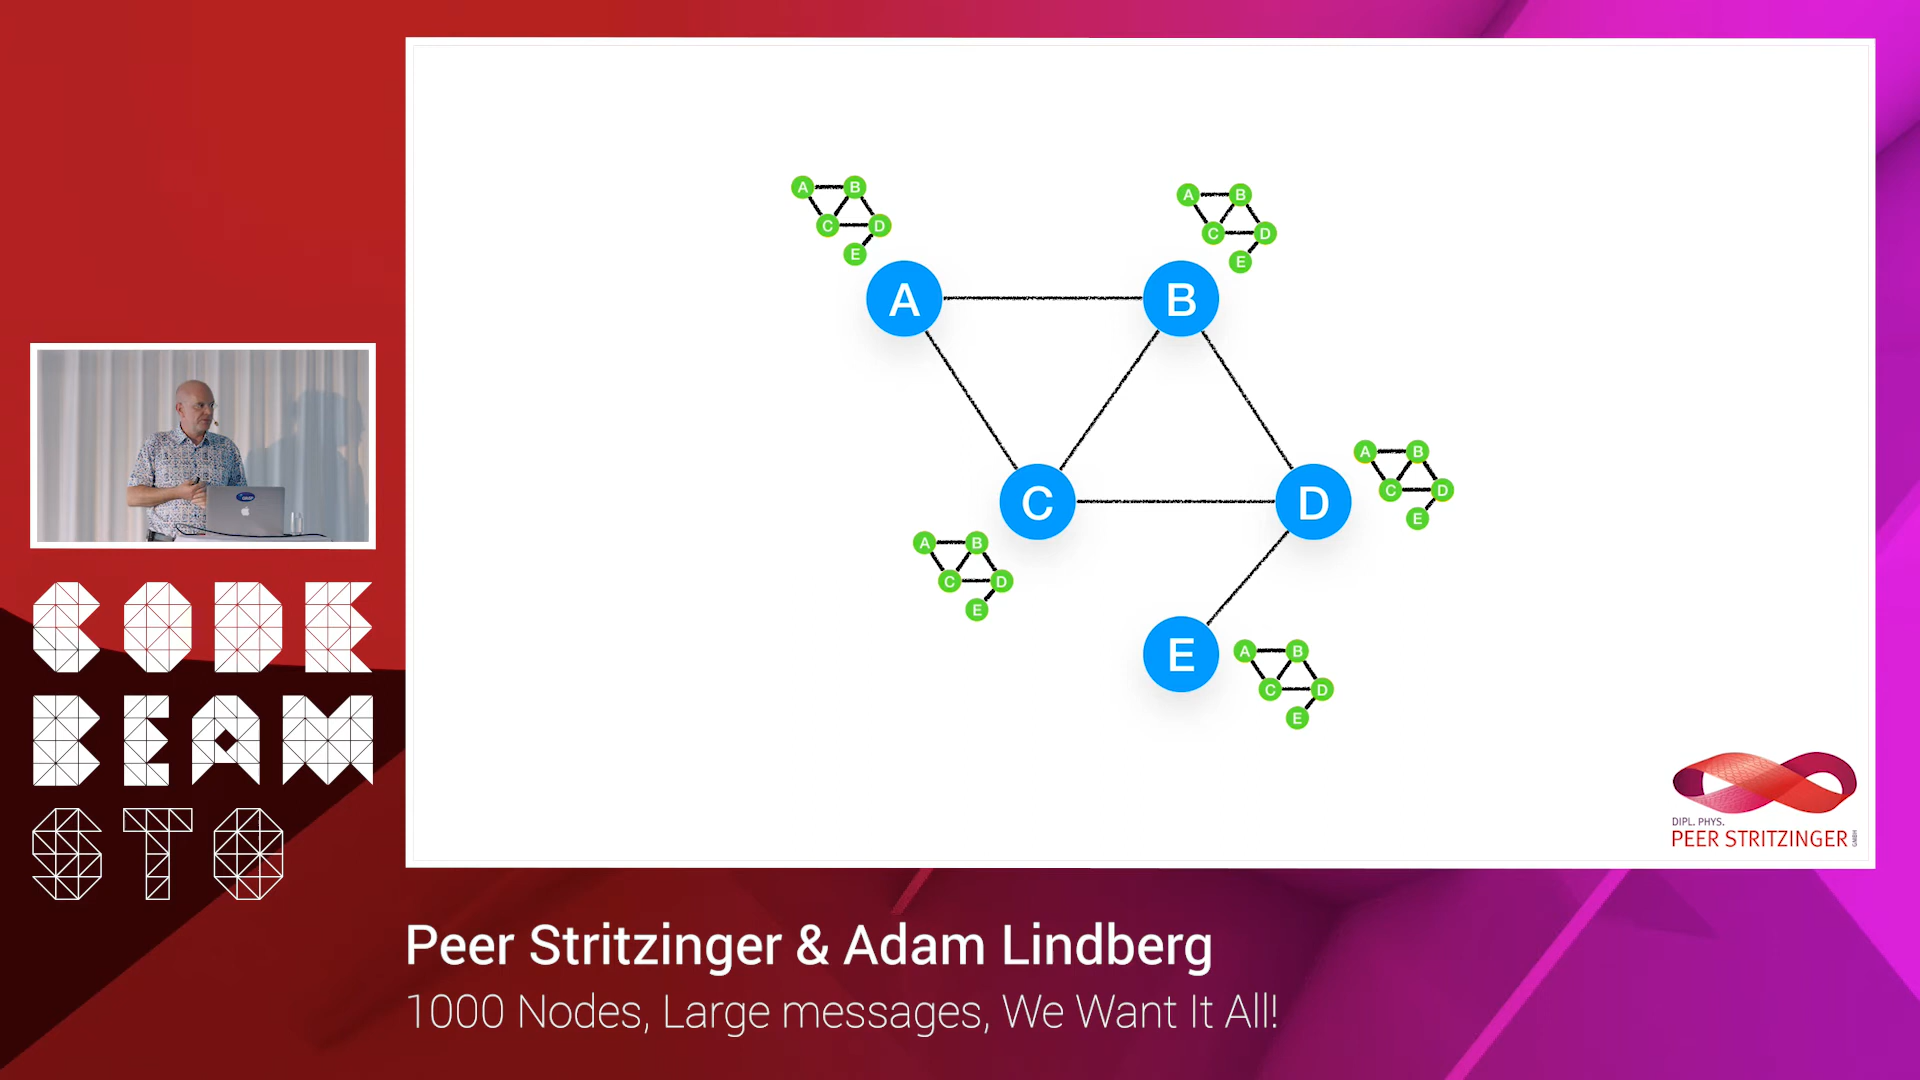 A B
C D
E
A B
C D
E
A B
A B
C D
E
C D
A B
C D
E
E
A B
C D
E
CODE
BEAM
STO
DIPL. PHYS.
PEER STRITZINGER GMBH
Peer Stritzinger & Adam Lindberg
1000 Nodes, Large messages, We Want It All!